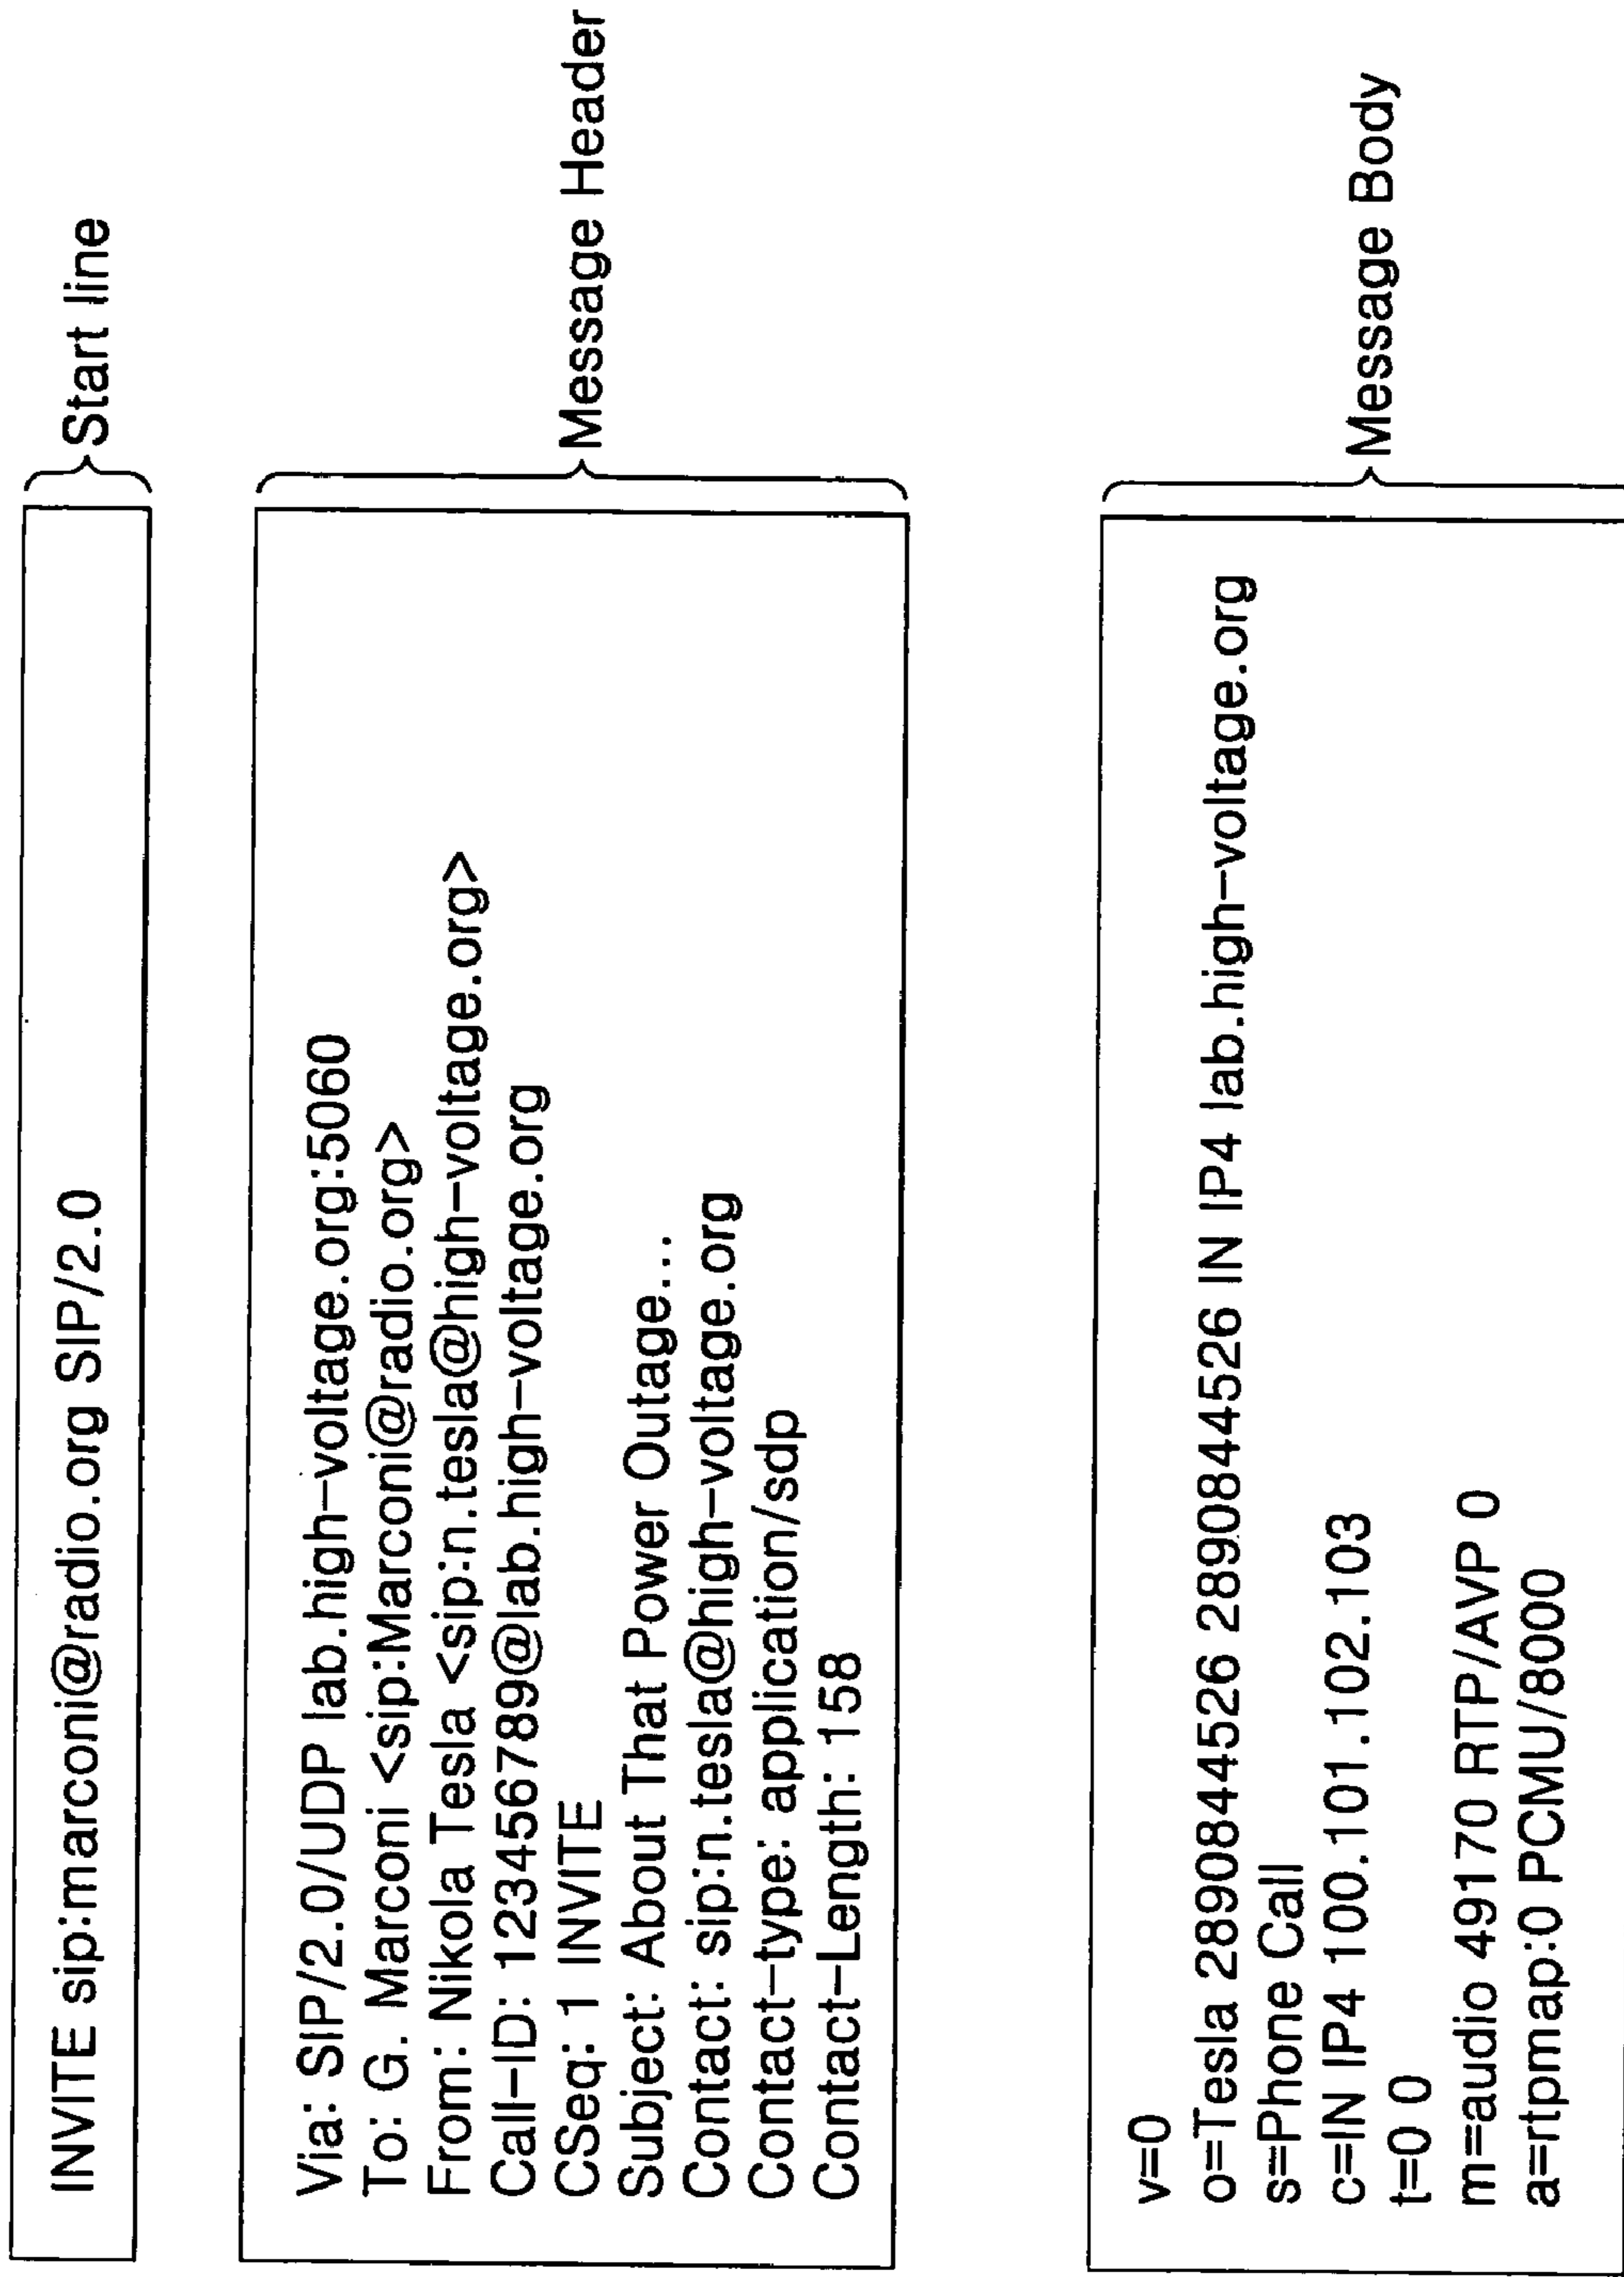 INVITE sip:marconi@radio.org SIP/2.0
Start line
Via: SIP/2.0/UDP lab.high-voltage.org:5060
To: G. Marconi <sip:Marconi@radio.org>
From: Nikola Tesla <sip:n.tesla@high-voltage.org>
Call-ID: 123456789@lab.high-voltage.org
CSeq: 1 INVITE
Subject: About That Power Outage...
Contact: sip:n.tesla@high-voltage.org
Contact-type: application/sdp
Contact-Length: 158
Message Header
v=0
o=Tesla 2890844526 2890844526 IN IP4 lab.high-voltage.org
s=Phone Call
c=IN IP4 100.101.102.103
t=0 0
m=audio 49170 RTP/AVP 0
a=rtpmap:0 PCMU/8000
Message Body